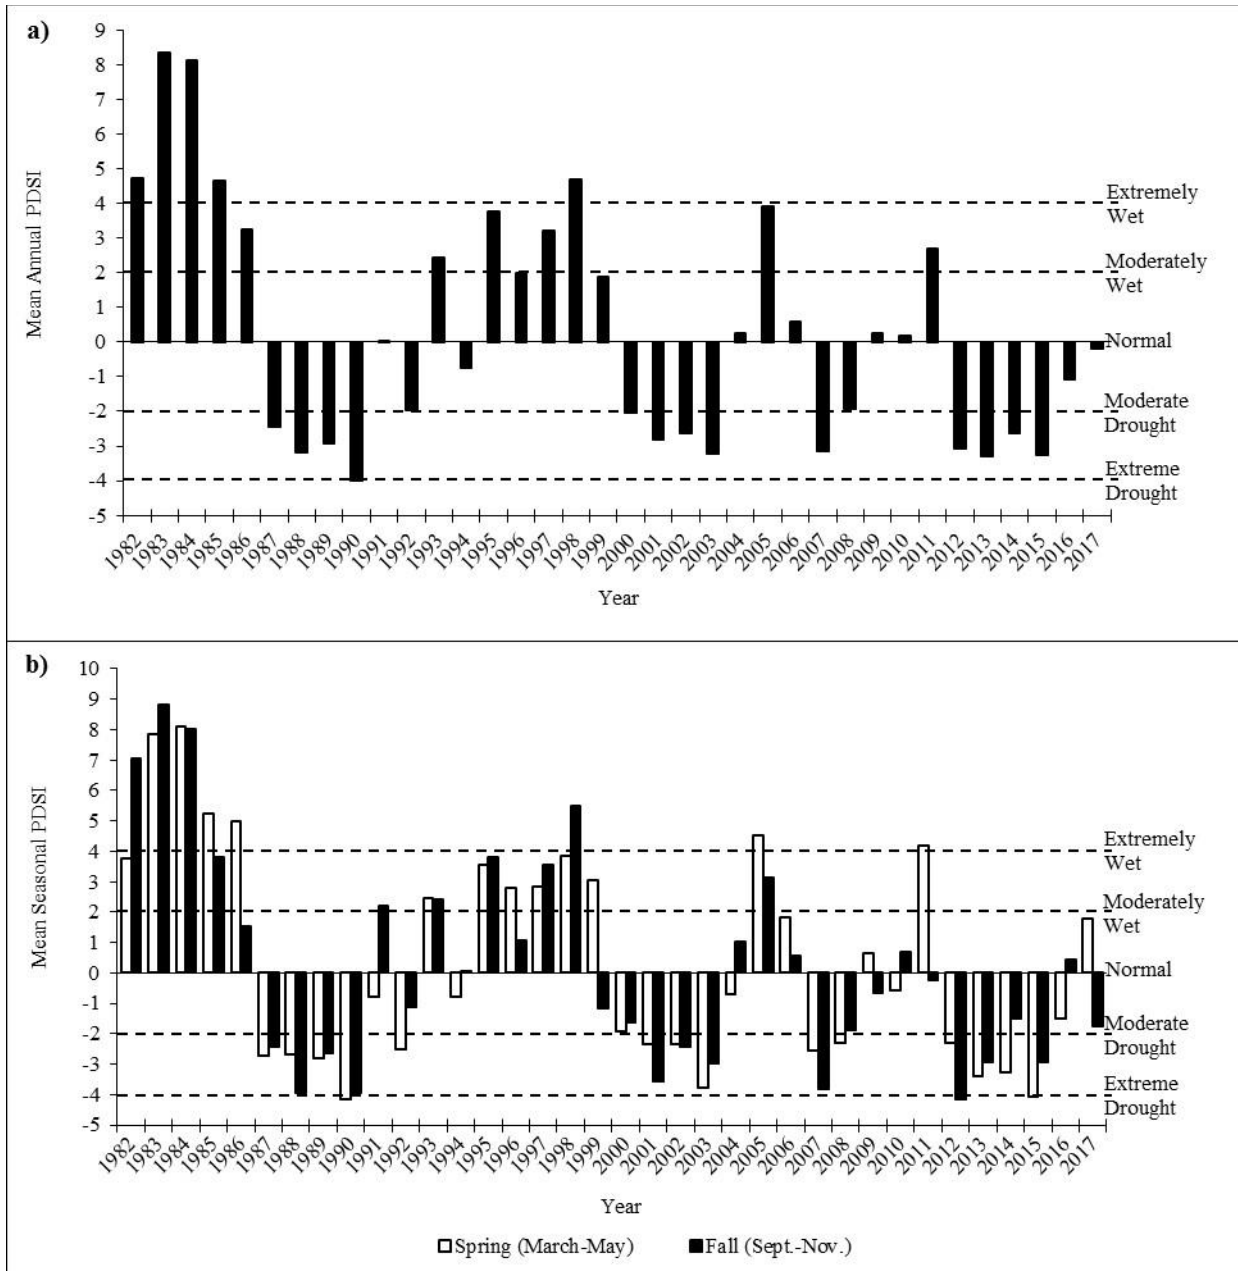 a)
9
8
7
6
5
4
3
2
1
0
-1
-2
-3
-4
-5
Mean Annual PDSI
Extremely
Wet
Moderately
Wet
Normal
Moderate
Drought
Extreme
Drought
1982 1983 1984 1985 1986 1987 1988 1989 1990 1991 1992 1993 1994 1995 1996 1997 1998 1999 2000 2001 2002 2003 2004 2005 2006 2007 2008 2009 2010 2011 2012 2013 2014 2015 2016 2017
Year
b)
10
9
8
7
6
5
4
3
2
1
0
-1
-2
-3
-4
-5
Mean Seasonal PDSI
Extremely
Wet
Moderately
Wet
Normal
Moderate
Drought
Extreme
Drought
1982 1983 1984 1985 1986 1987 1988 1989 1990 1991 1992 1993 1994 1995 1996 1997 1998 1999 2000 2001 2002 2003 2004 2005 2006 2007 2008 2009 2010 2011 2012 2013 2014 2015 2016 2017
Year
Spring (March-May) Fall (Sept.-Nov.)